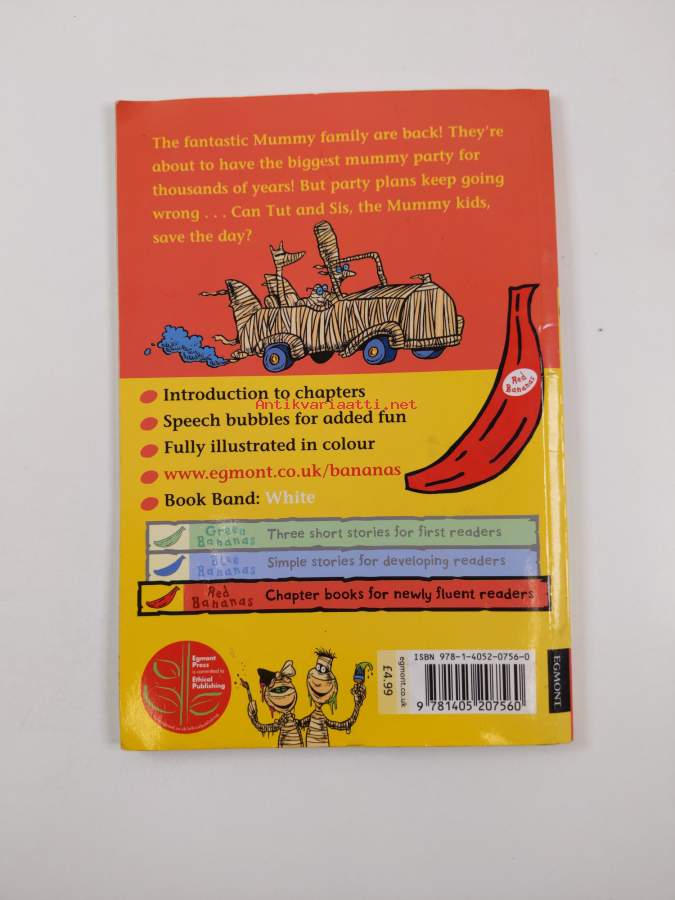 The fantastic Mummy family are back! They're
about to have the biggest mummy party for
thousands of years! But party plans keep going
wrong . . . Can Tut and Sis, the Mummy kids,
save the day?
Red
Bananas
Introduction to chapters
Antikvariaatti.net
Speech bubbles for added fun
Fully illustrated in colour
www.egmont.co.uk/bananas
Book Band: White
Green
Bananas
Three short stories for first readers
Blue
Bananas
Simple stories for developing readers
Red
Bananas
Chapter books for newly fluent readers
Egmont
Press
is committed to
Ethical
Publishing
egmont.co.uk
£4.99
ISBN 978-1-4052-0756-0
9 781405 207560
EGMONT